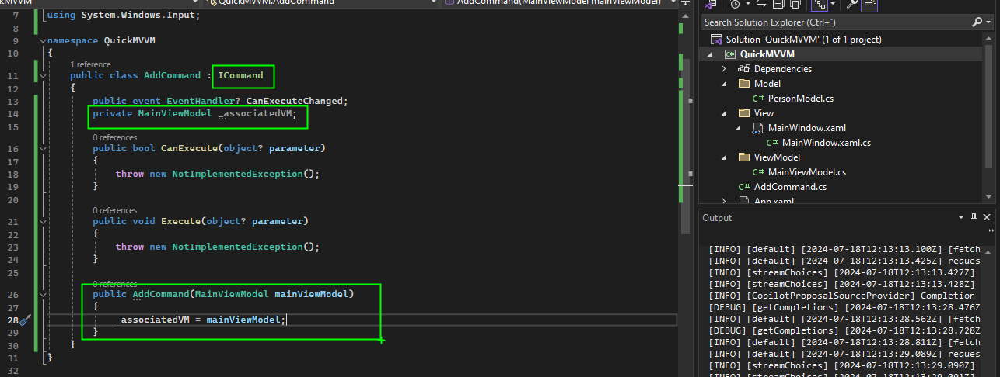 QuickMVVM.AddCommand
AddCommand(MainViewModel mainViewModel)
7 using System.Windows.Input;
8
9 namespace QuickMVVM
10 {
1 reference
11 public class AddCommand : ICommand
12 {
13 public event EventHandler? CanExecuteChanged;
14 private MainViewModel _associatedVM;
15
0 references
16 public bool CanExecute(object? parameter)
17 {
18 throw new NotImplementedException();
19 }
20
0 references
21 public void Execute(object? parameter)
22 {
23 throw new NotImplementedException();
24 }
25
0 references
26 public AddCommand(MainViewModel mainViewModel)
27 {
28 _associatedVM = mainViewModel;
29 }
30 }
31 }
32
Search Solution Explorer (Ctrl+´)
Solution 'QuickMVVM' (1 of 1 project)
C# QuickMVVM
Dependencies
Model
C# PersonModel.cs
View
MainWindow.xaml
C# MainWindow.xaml.cs
ViewModel
C# MainViewModel.cs
C# AddCommand.cs
App.xaml
Output
[INFO] [default] [2024-07-18T12:13:13.100Z] [fetch
[INFO] [default] [2024-07-18T12:13:13.425Z] reques
[INFO] [streamChoices] [2024-07-18T12:13:13.427Z]
[INFO] [streamChoices] [2024-07-18T12:13:13.428Z]
[INFO] [CopilotProposalSourceProvider] Completion
[DEBUG] [getCompletions] [2024-07-18T12:13:28.476Z
[INFO] [default] [2024-07-18T12:13:28.562Z] [fetch
[DEBUG] [getCompletions] [2024-07-18T12:13:28.728Z
[INFO] [default] [2024-07-18T12:13:28.811Z] [fetch
[INFO] [default] [2024-07-18T12:13:29.089Z] reques
[INFO] [streamChoices] [2024-07-18T12:13:29.090Z]
[INFO] [streamChoices] [2024-07-18T12:13:29.091Z]